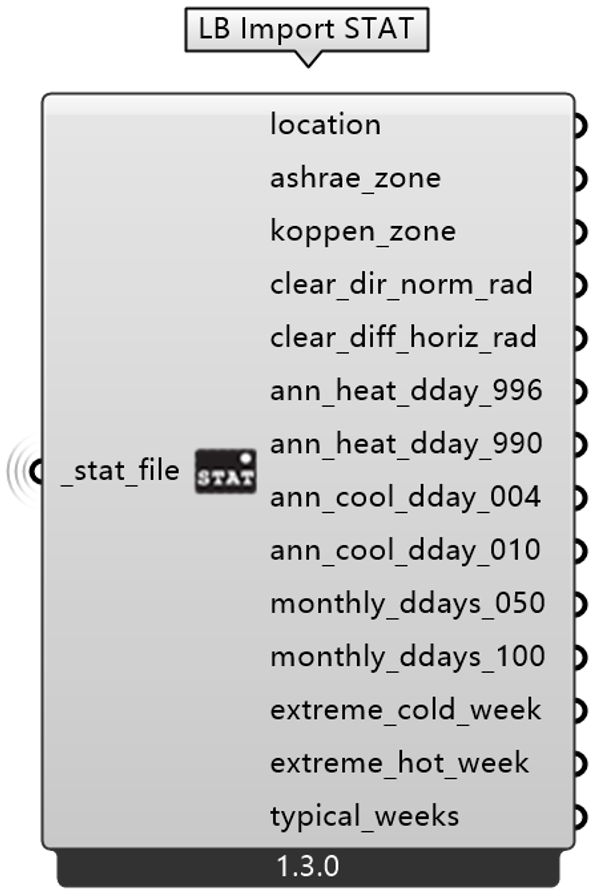 LB Import STAT
location
ashrae_zone
koppen_zone
clear_dir_norm_rad
clear_diff_horiz_rad
ann_heat_dday_996
ann_heat_dday_990
_stat_file
STAT
ann_cool_dday_004
ann_cool_dday_010
monthly_ddays_050
monthly_ddays_100
extreme_cold_week
extreme_hot_week
typical_weeks
1.3.0